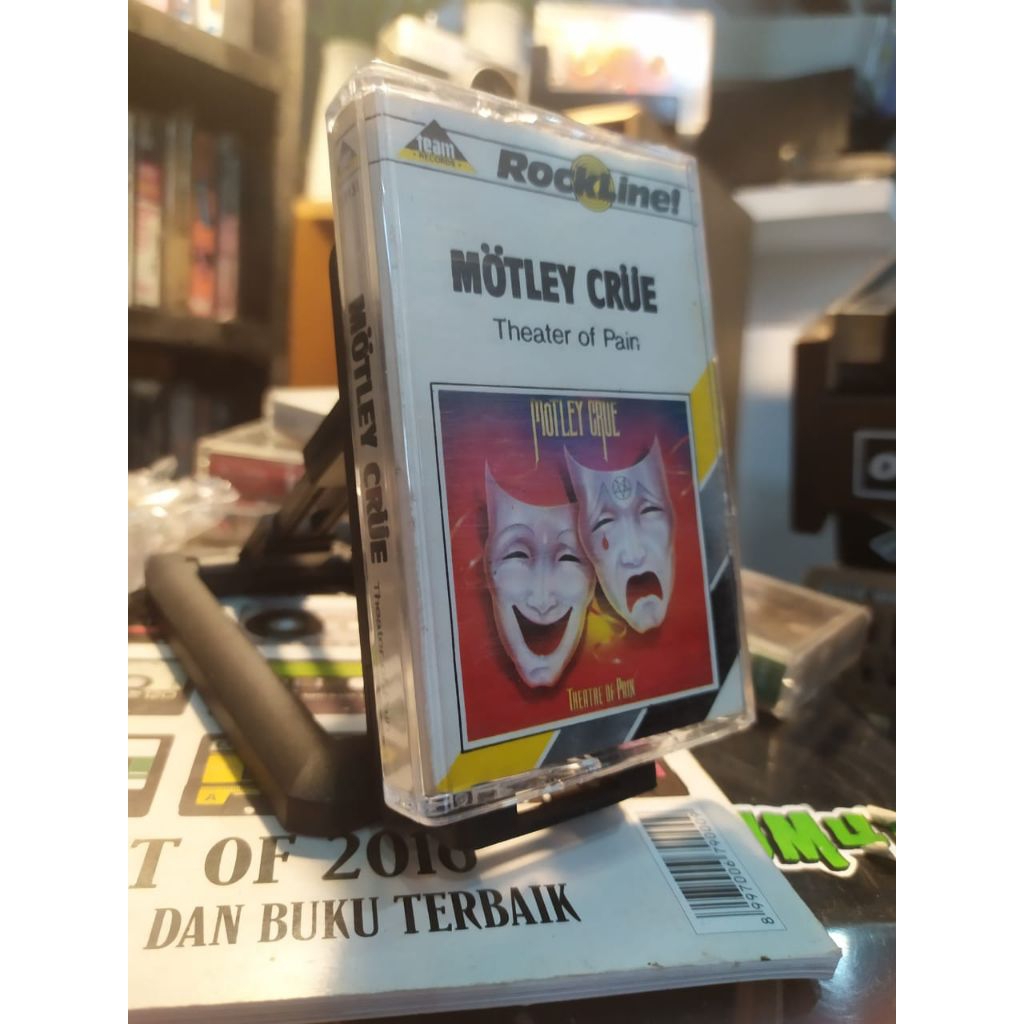 team
RECORDS
RockLine!
MÖTLEY CRÜE
Theater of Pain
MÖTLEY CRÜE
THEATRE OF PAIN
MÖTLEY CRÜE Theatre
T OF 2016
DAN BUKU TERBAIK